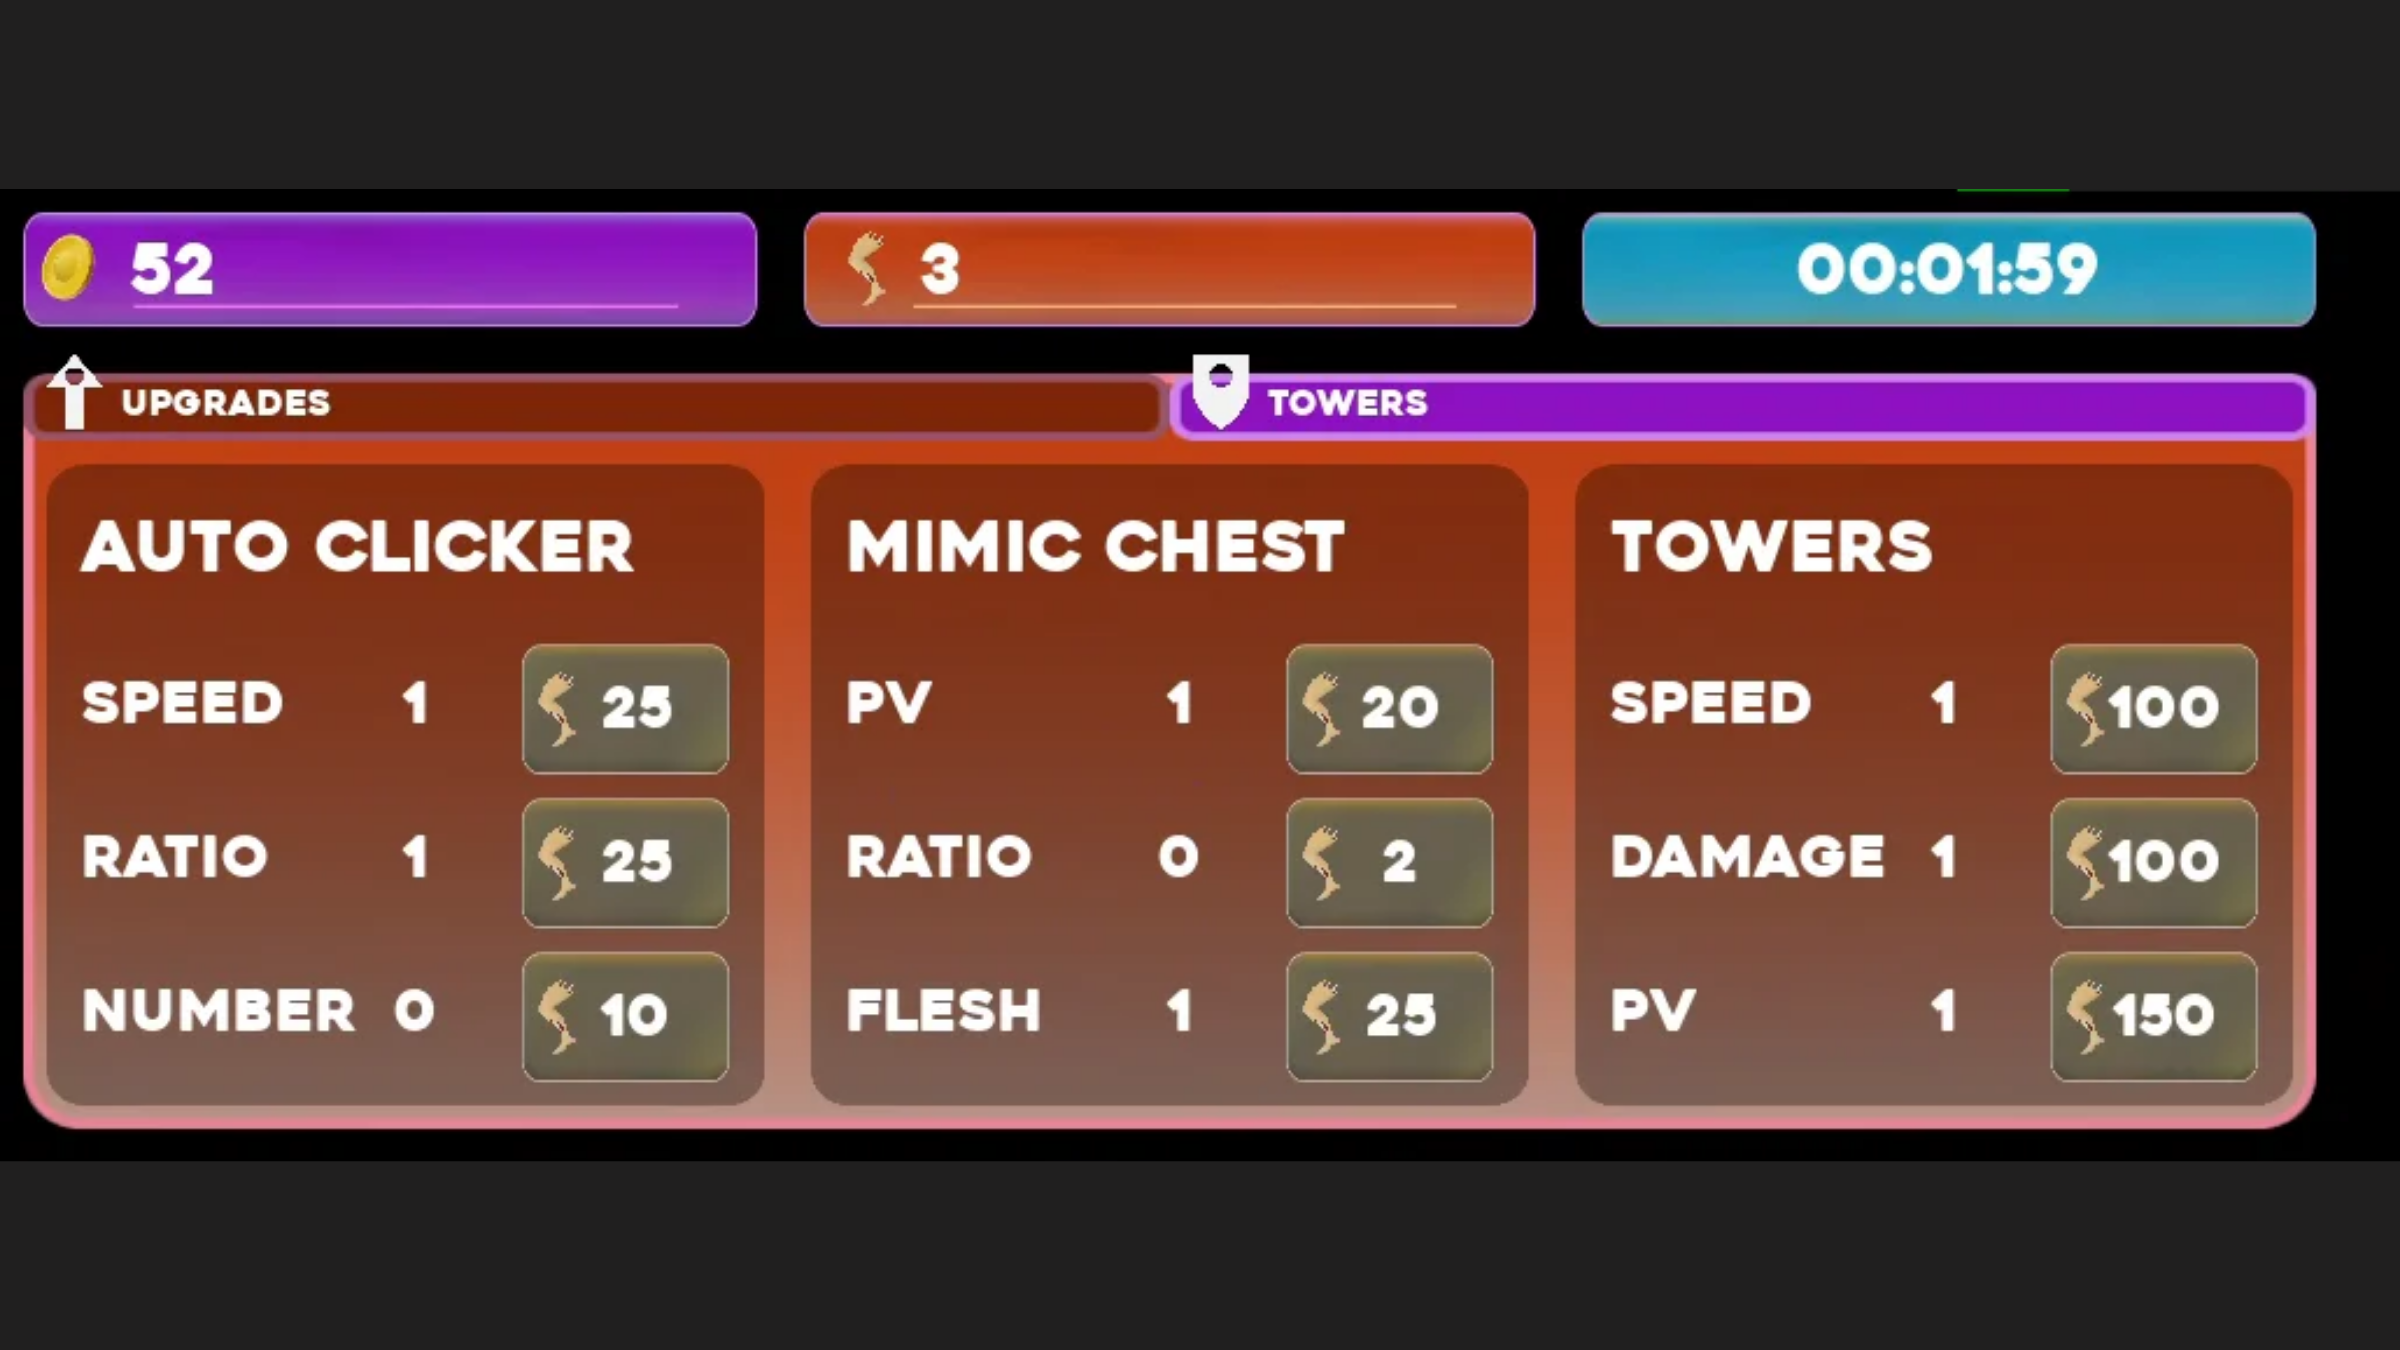 52
3
00:01:59
UPGRADES
TOWERS
AUTO CLICKER
SPEED 1 25
RATIO 1 25
NUMBER 0 10
MIMIC CHEST
PV 1 20
RATIO 0 2
FLESH 1 25
TOWERS
SPEED 1 100
DAMAGE 1 100
PV 1 150